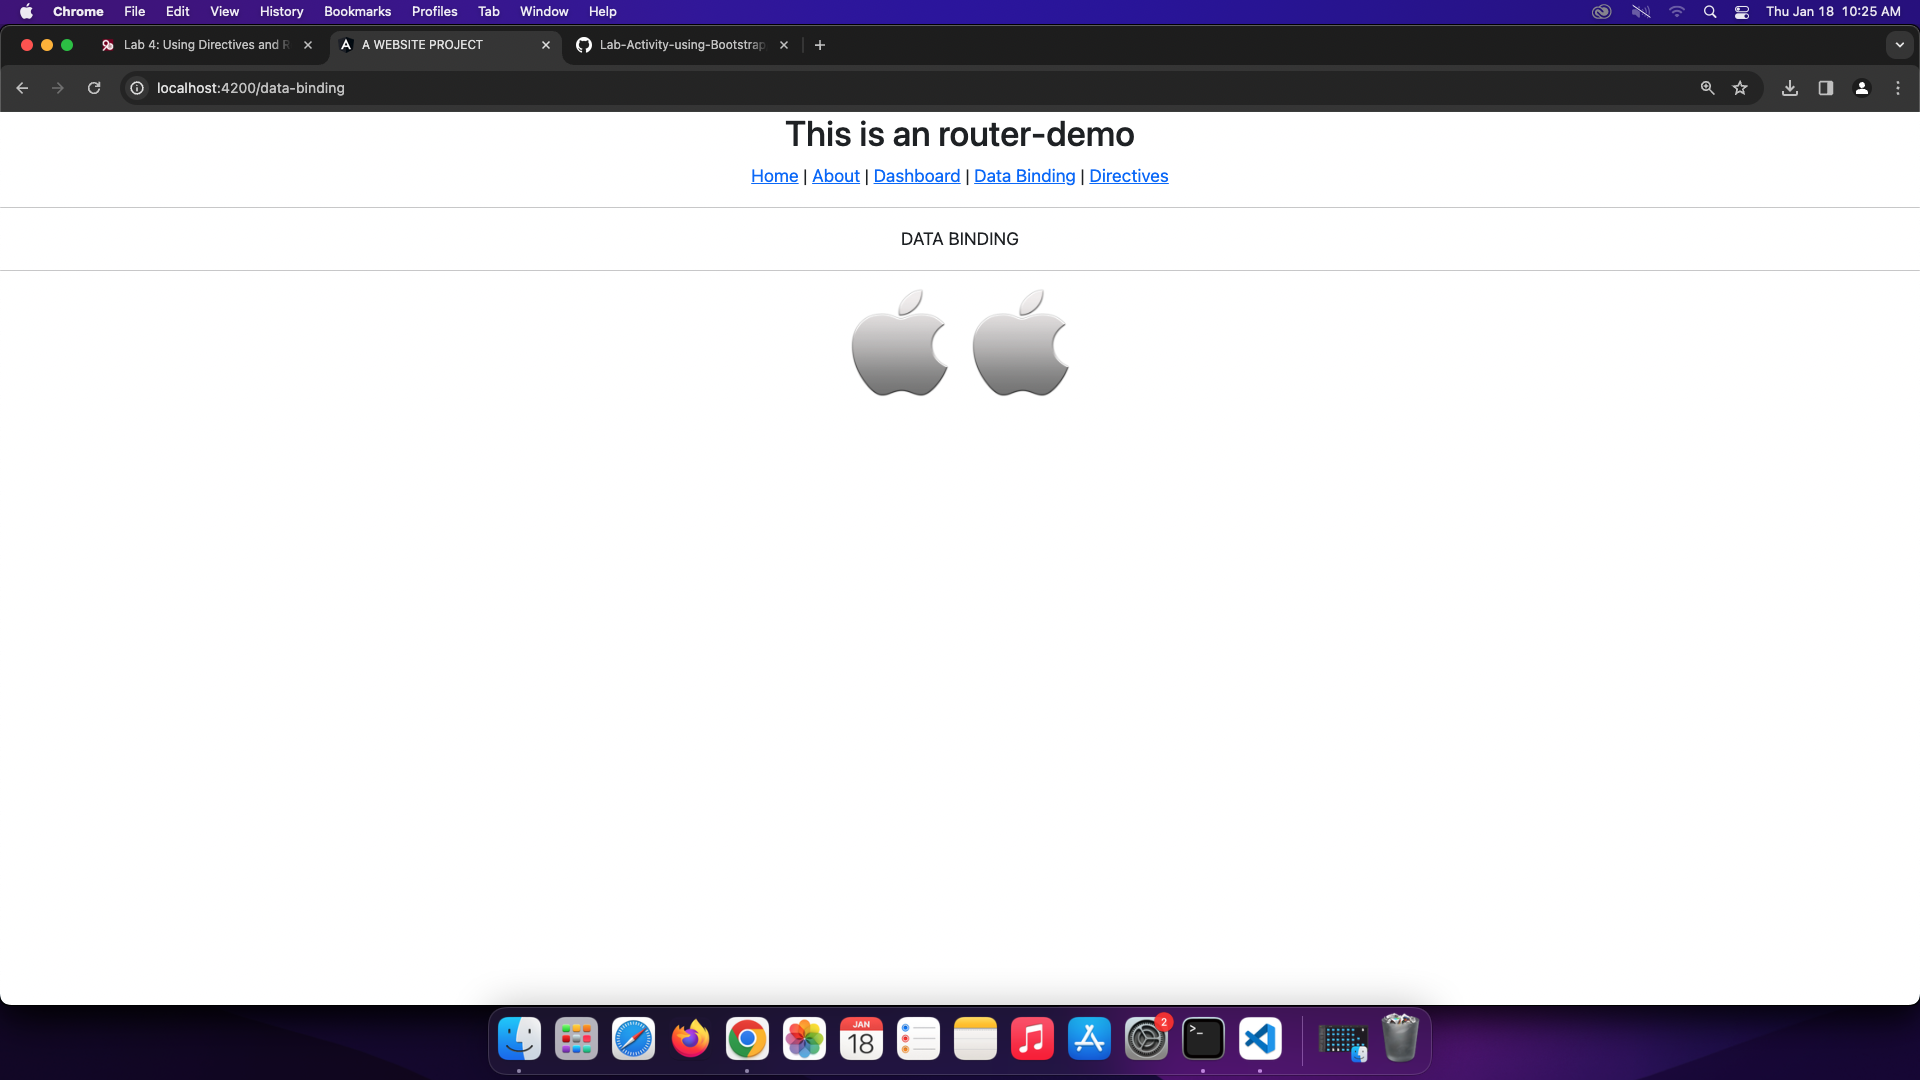 Chrome File Edit View History Bookmarks Profiles Tab Window Help Thu Jan 18 10:25 AM
Lab 4: Using Directives and R A WEBSITE PROJECT Lab-Activity-using-Bootstrap
localhost:4200/data-binding
This is an router-demo
Home | About | Dashboard | Data Binding | Directives
DATA BINDING
2
JAN
18
>_